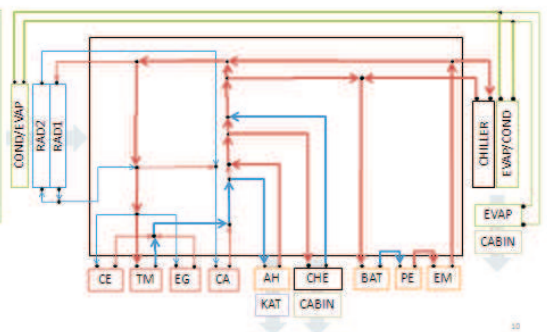 COND/EVAP
RAD2
RAD1
CHILLER
EVAP/COND
EVAP
CABIN
CE
TM
EG
CA
AH
CHE
BAT
PE
EM
KAT
CABIN
10